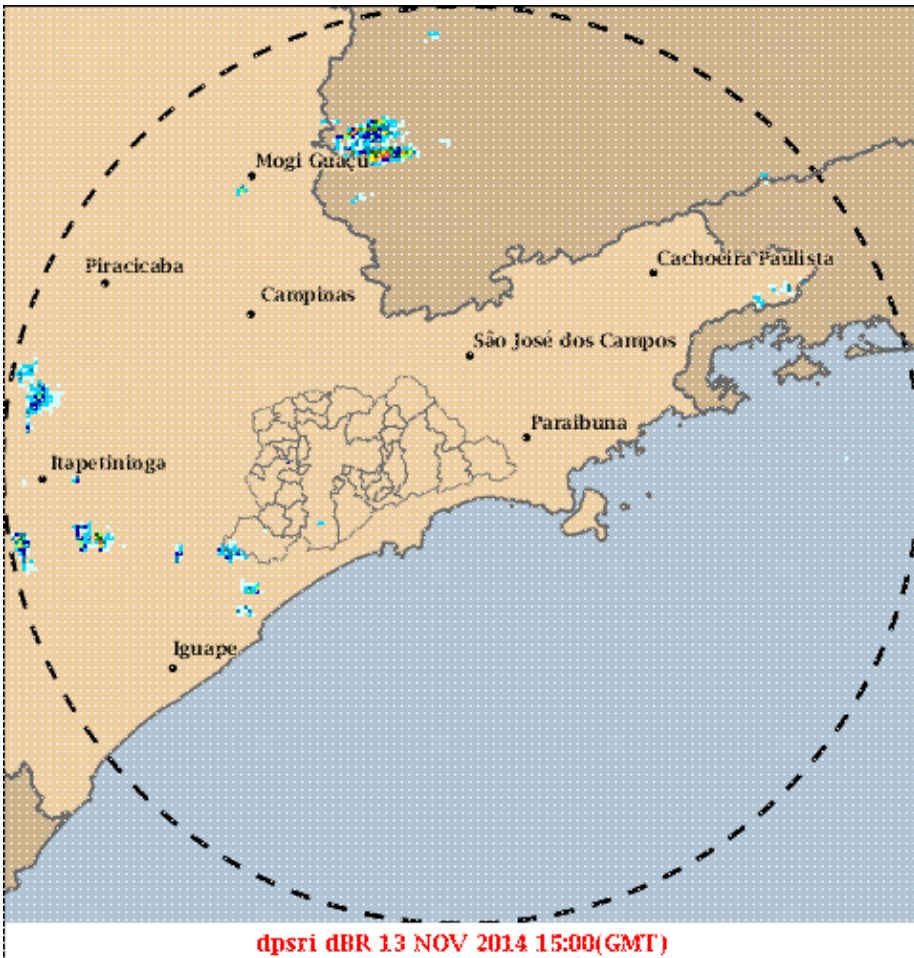 Mogi Guaçu
Piracicaba
Cachoeira Paulista
Campinas
São José dos Campos
Paraibuna
Itapetininga
Iguape
dpsri dBR 13 NOV 2014 15:00(GMT)